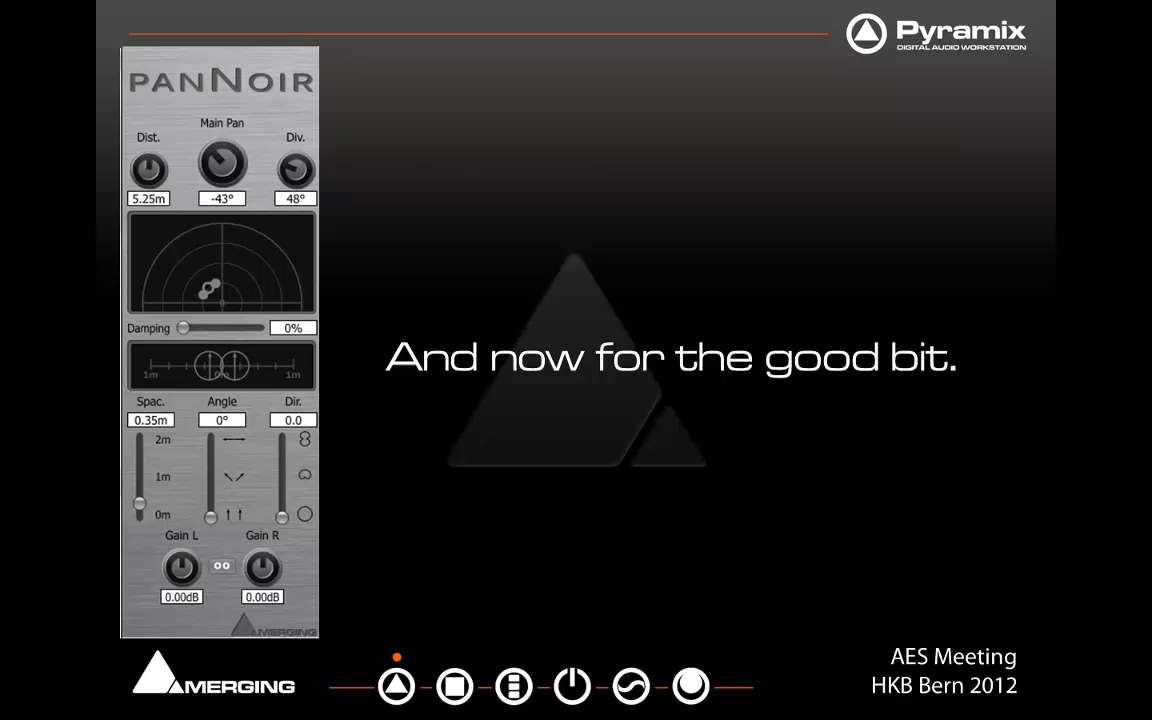 Pyramix
DIGITAL AUDIO WORKSTATION
PANNOIR
Main Pan
Dist.
Div.
5.25m
-43°
48°
Damping
0%
1m
0m
1m
Spac.
Angle
Dir.
0.35m
0°
0.0
2m
1m
0m
Gain L
Gain R
0.00dB
0.00dB
MERGING
And now for the good bit.
MERGING
AES Meeting
HKB Bern 2012